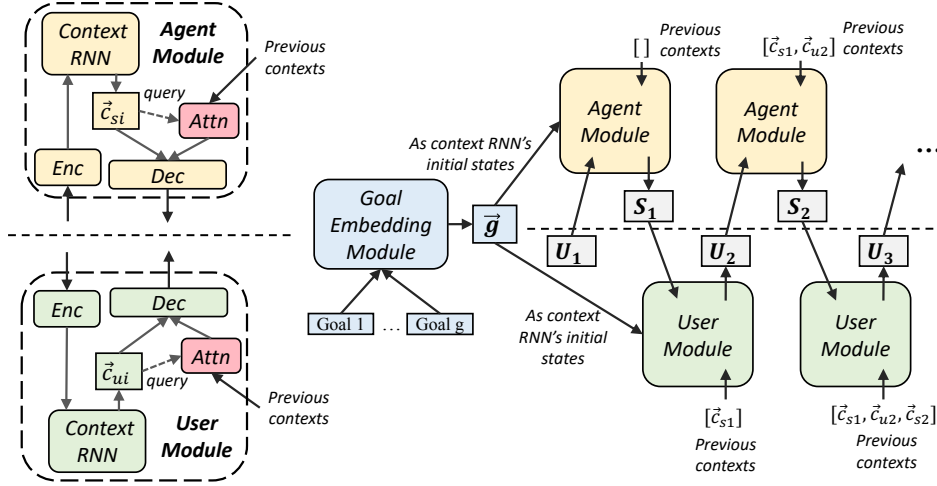 Context
RNN
Agent
Module
Previous
contexts
query
c⃗si
Attn
Enc
Dec
Enc
Dec
c⃗ui
query
Attn
Previous
contexts
Context
RNN
User
Module
Goal
Embedding
Module
g⃗
Goal 1
...
Goal g
As context RNN's
initial states
As context
RNN's initial
states
[ ]
Previous
contexts
Agent
Module
[c⃗s1, c⃗u2]
Previous
contexts
Agent
Module
...
S1
S2
U1
U2
U3
User
Module
User
Module
[c⃗s1]
Previous
contexts
[c⃗s1, c⃗u2, c⃗s2]
Previous
contexts